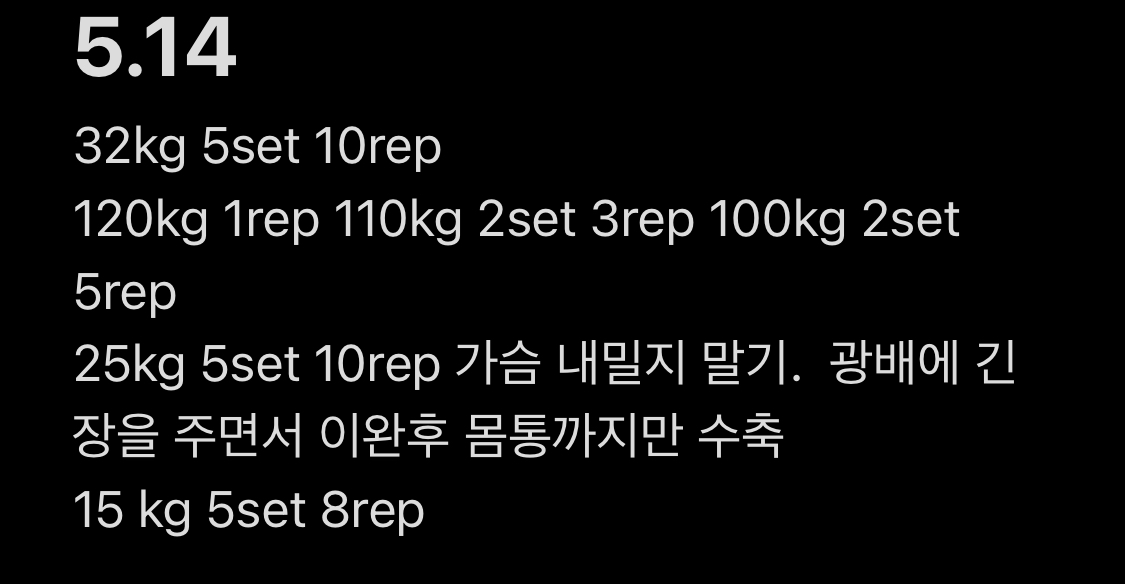 5.14
32kg 5set 10rep
120kg 1rep 110kg 2set 3rep 100kg 2set
5rep
25kg 5set 10rep 가슴 내밀지 말기.  광배에 긴
장을 주면서 이완후 몸통까지만 수축
15 kg 5set 8rep